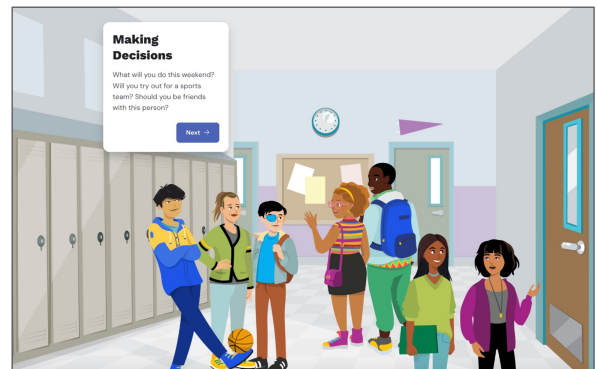 Making
Decisions
What will you do this weekend?
Will you try out for a sports
team? Should you be friends
with this person?
Next →